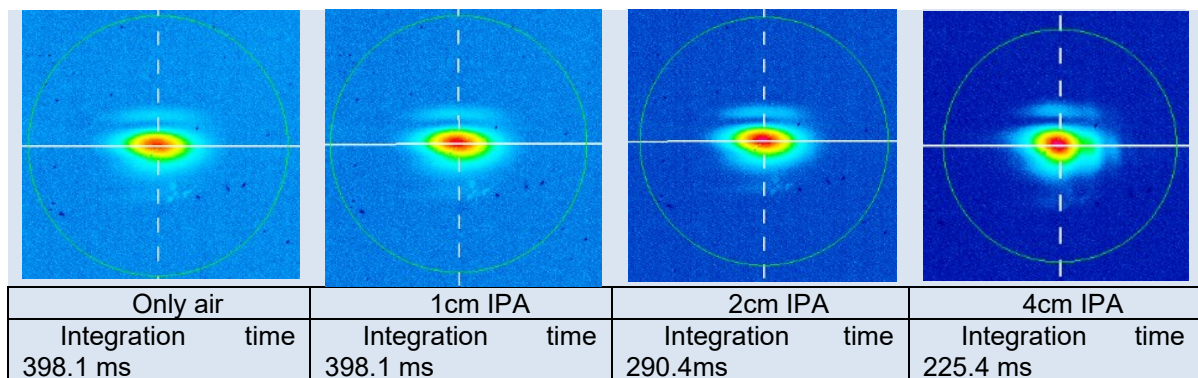 Only air 1cm IPA 2cm IPA 4cm IPA
Integration time Integration time Integration time Integration time
398.1 ms 398.1 ms 290.4ms 225.4 ms